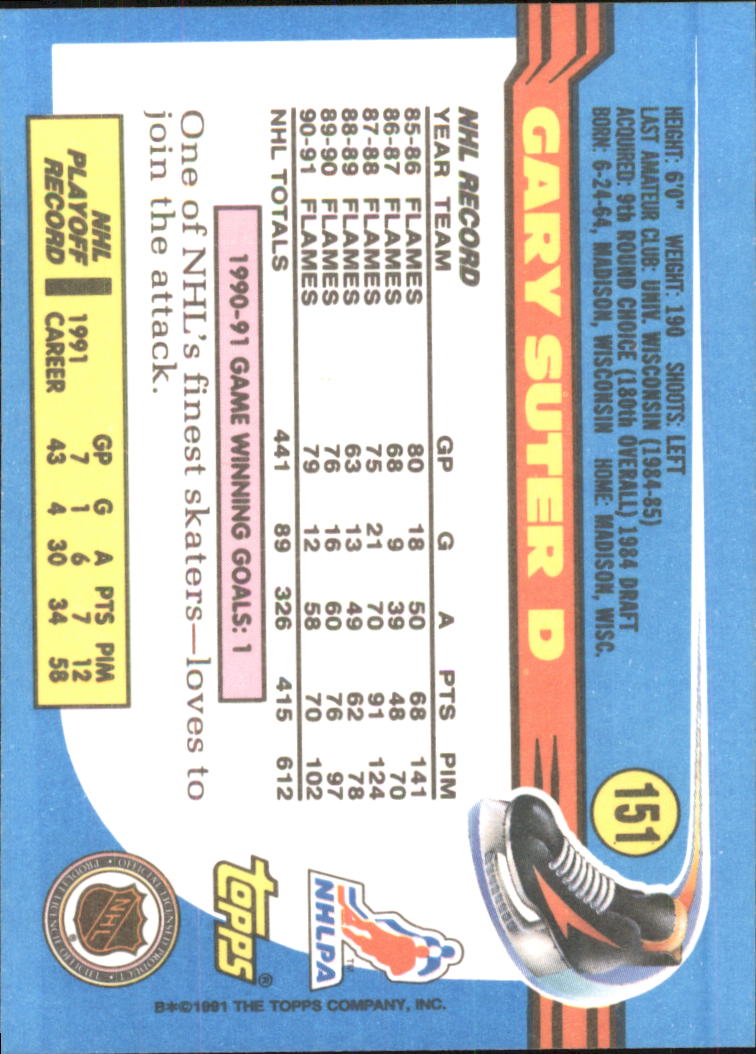 HEIGHT: 6'0" WEIGHT: 190 SHOOTS: LEFT
LAST AMATEUR CLUB: UNIV. WISCONSIN (1984-85)
ACQUIRED: 9th ROUND CHOICE (180th OVERALL) 1984 DRAFT
BORN: 6-24-64, MADISON, WISCONSIN HOME: MADISON, WISC.
151
GARY SUTER D
NHL RECORD
YEAR TEAM GP G A PTS PIM
85-86 FLAMES 80 18 50 68 141
86-87 FLAMES 68 9 39 48 70
87-88 FLAMES 75 21 70 91 124
88-89 FLAMES 63 13 49 62 78
89-90 FLAMES 76 16 60 76 97
90-91 FLAMES 79 12 58 70 102
NHL TOTALS 441 89 326 415 612
1990-91 GAME WINNING GOALS: 1
One of NHL's finest skaters—loves to
join the attack.
NHL PLAYOFF RECORD
GP G A PTS PIM
1991 7 1 6 7 12
CAREER 43 4 30 34 58
NHLPA
TM
topps®
NHL
®
B*©1991 THE TOPPS COMPANY, INC.